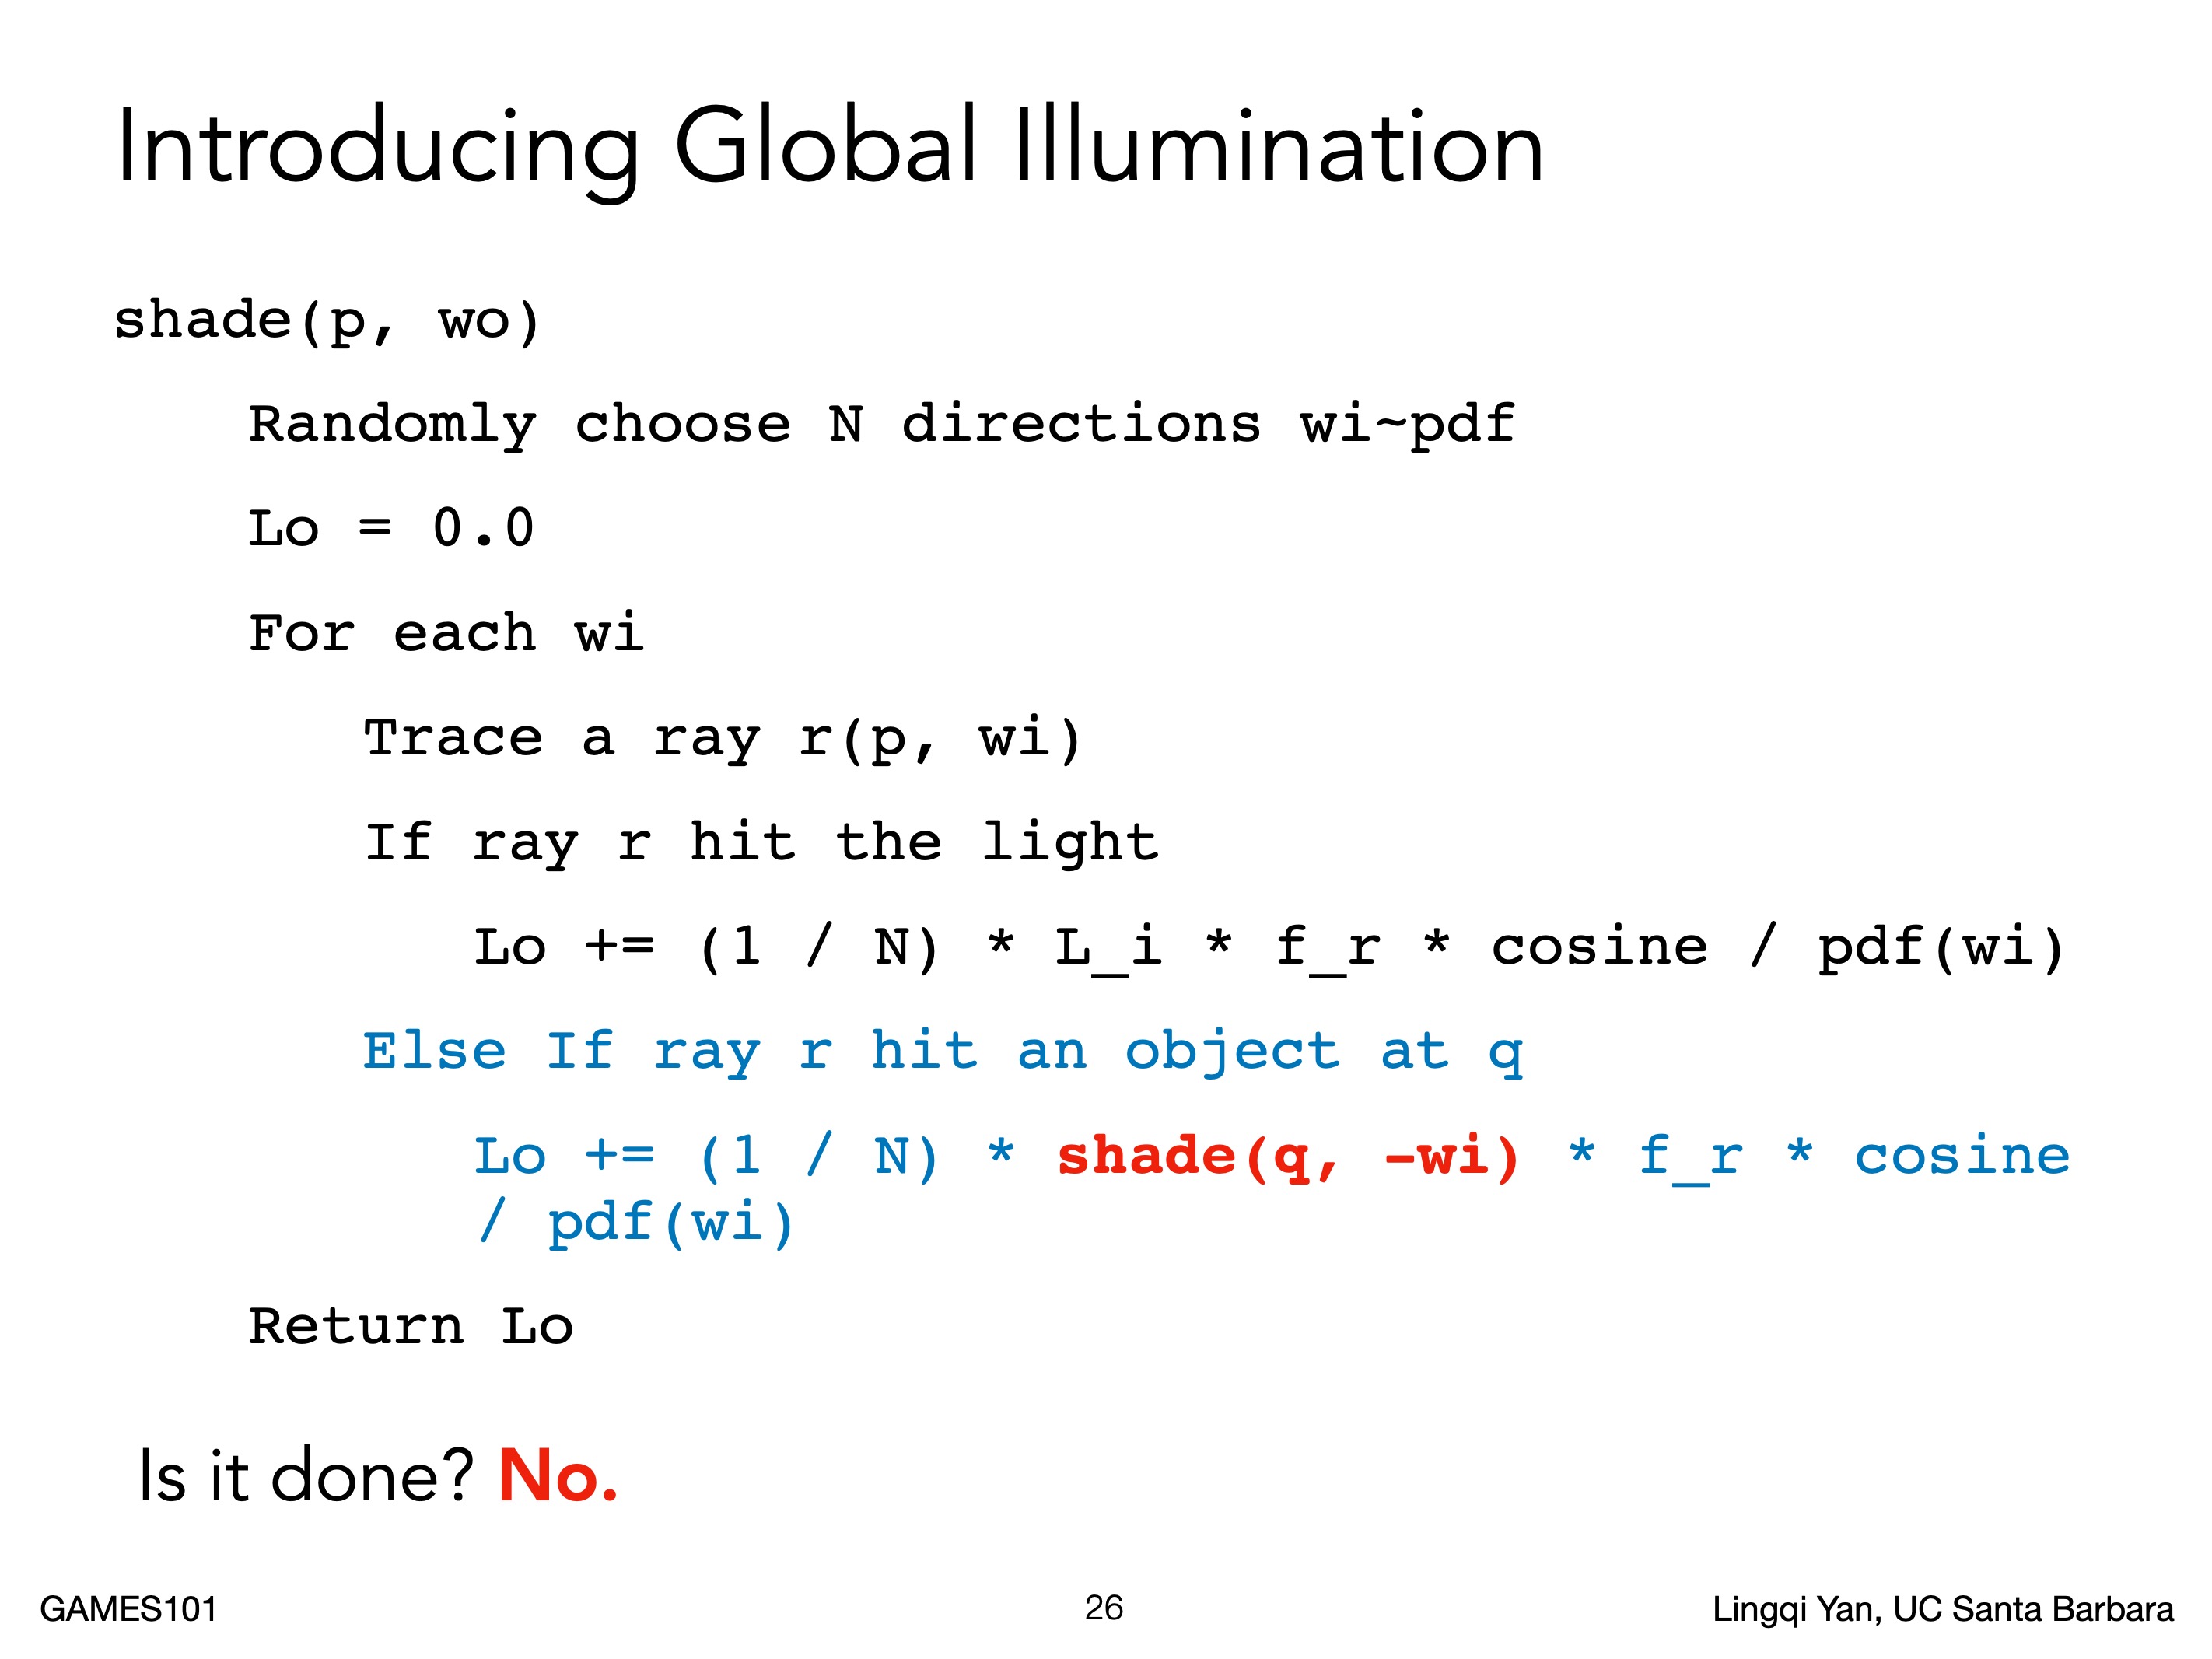 Introducing Global Illumination
shade(p, wo)
Randomly choose N directions wi~pdf
Lo = 0.0
For each wi
Trace a ray r(p, wi)
If ray r hit the light
Lo += (1 / N) * L_i * f_r * cosine / pdf(wi)
Else If ray r hit an object at q
Lo += (1 / N) * shade(q, -wi) * f_r * cosine
/ pdf(wi)
Return Lo
Is it done? No.
GAMES101 26 Lingqi Yan, UC Santa Barbara